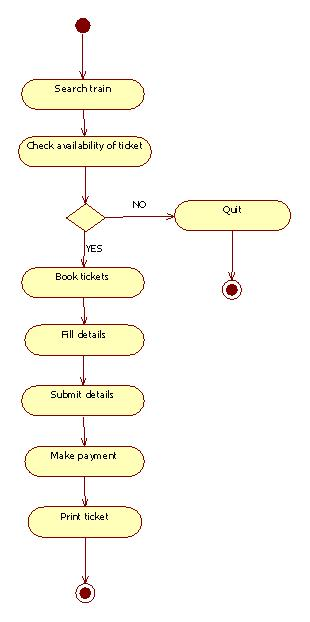 Search train
Check availability of ticket
NO
Quit
YES
Book tickets
Fill details
Submit details
Make payment
Print ticket